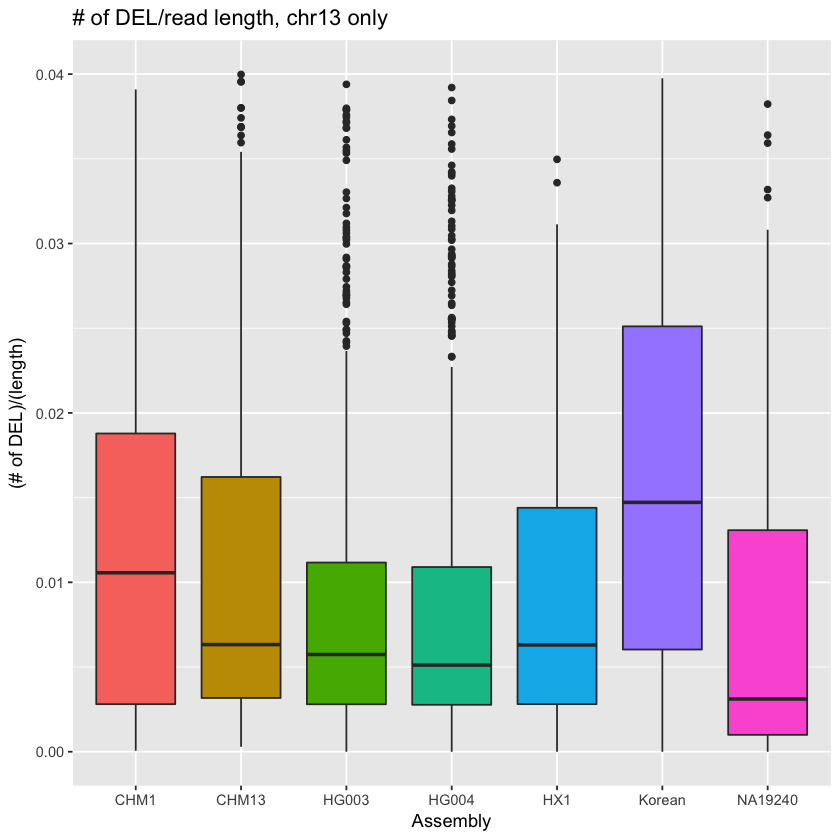 # of DEL/read length, chr13 only
(# of DEL)/(length)
0.04
0.03
0.02
0.01
0.00
CHM1 CHM13 HG003 HG004 HX1 Korean NA19240
Assembly